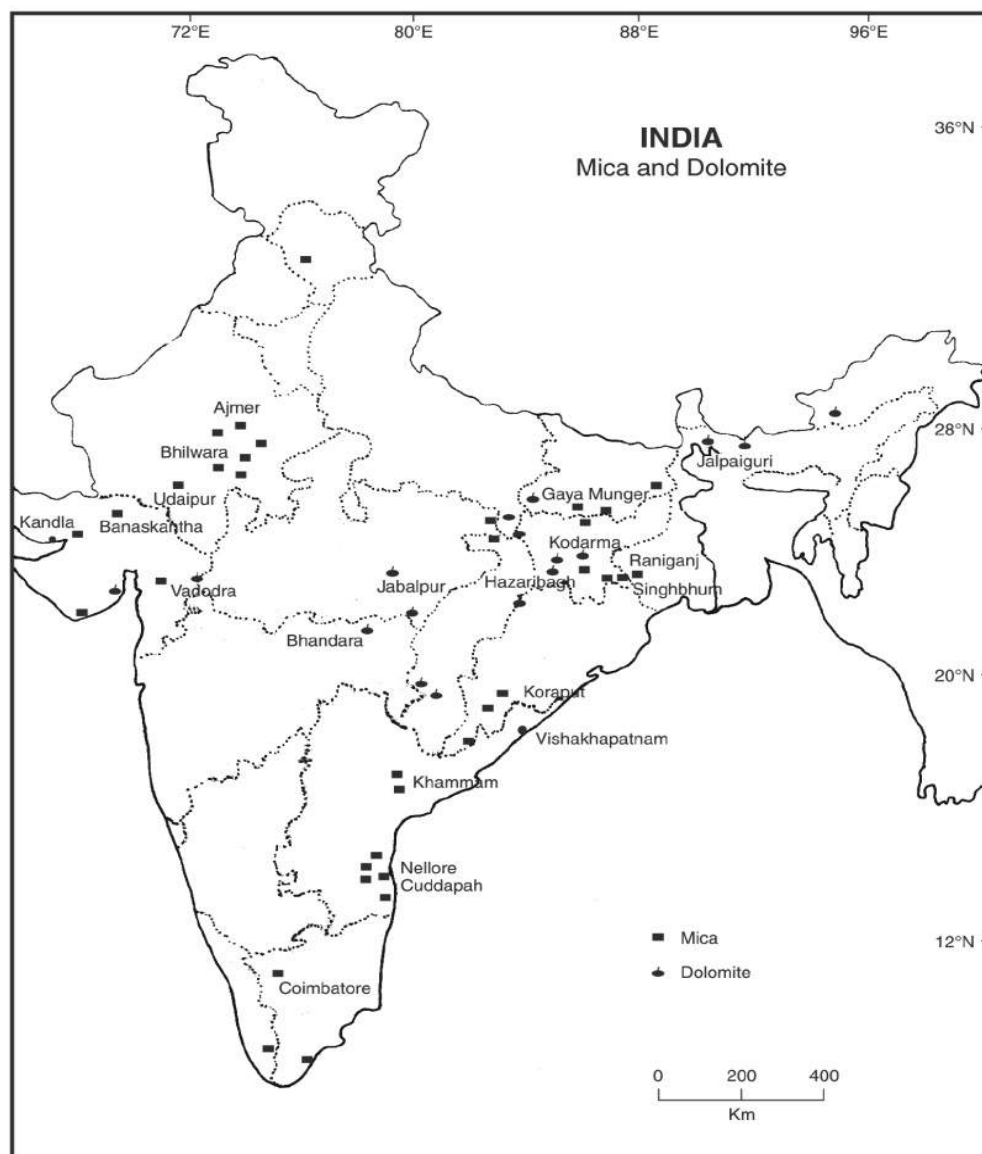 72°E 80°E 88°E 96°E
36°N
INDIA
Mica and Dolomite
Ajmer
28°N
Bhilwara
Jalpaiguri
Udaipur
Gaya Munger
Kandla
Banaskantha
Kodarma
Raniganj
Vadodra
Jabalpur
Hazaribagh
Singhbhum
Bhandara
20°N
Koraput
Vishakhapatnam
Khammam
Nellore
Cuddapah
12°N
Mica
Dolomite
Coimbatore
0 200 400
Km